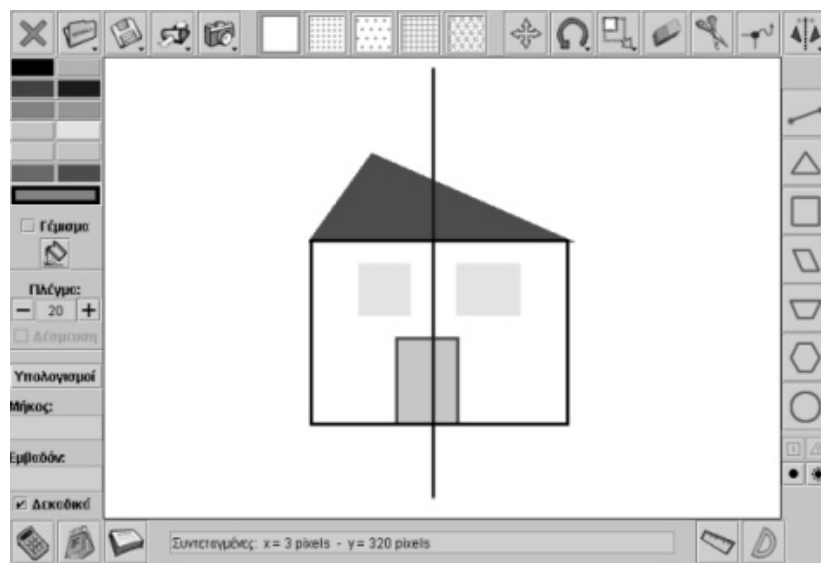 Γέμισμα
Πλέγμα:
− 20 +
Δέσμευση
Υπολογισμοί
Μήκος:
Εμβαδόν:
Δεκαδικά
Συντεταγμένες: x = 3 pixels - y = 320 pixels